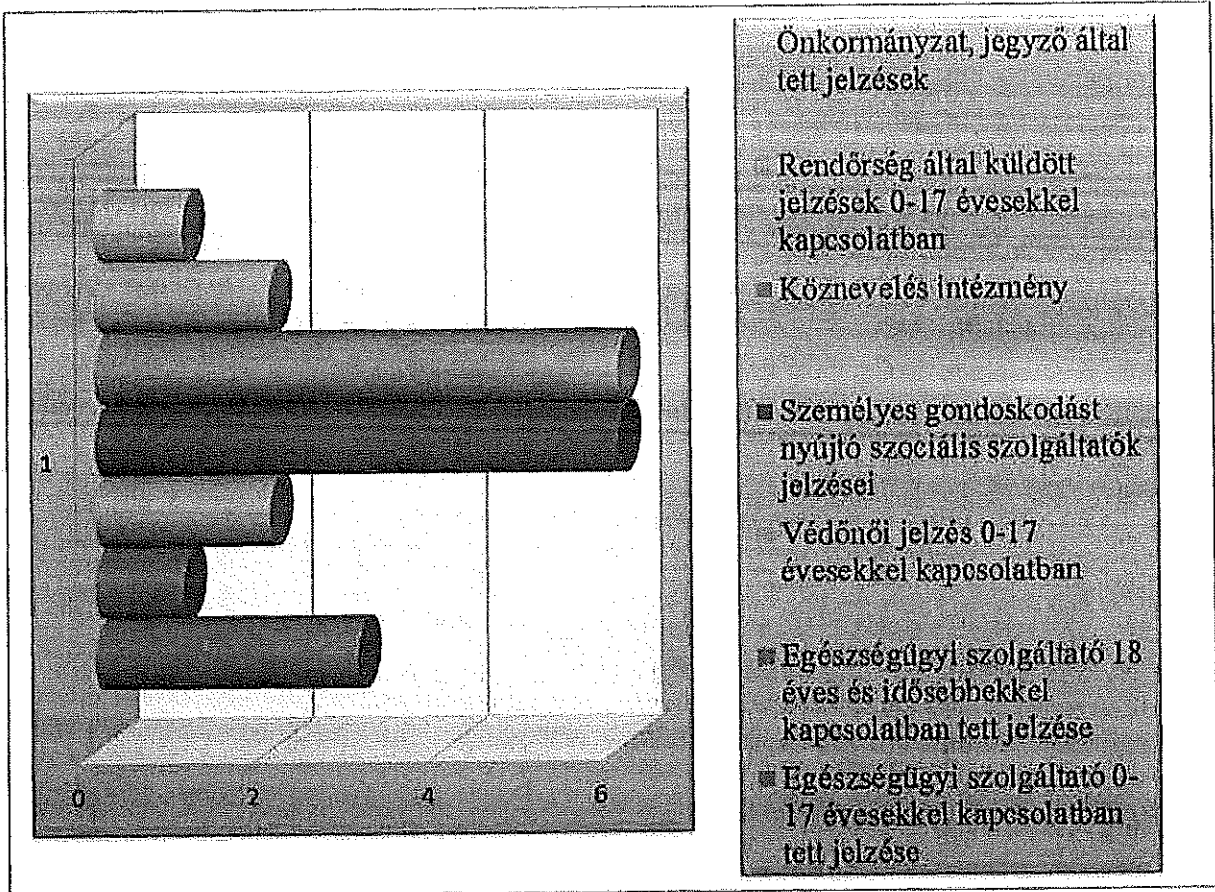 Önkormányzat, jegyző által
tett jelzések
Rendőrség által küldött
jelzések 0-17 évesekkel
kapcsolatban
Köznevelés intézmény
Személyes gondoskodást
nyújtó szociális szolgáltatók
jelzései
Védőnői jelzés 0-17
évesekkel kapcsolatban
Egészségügyi szolgáltató 18
éves és idősebbekkel
kapcsolatban tett jelzése
Egészségügyi szolgáltató 0-
17 évesekkel kapcsolatban
tett jelzése
1
0 2 4 6